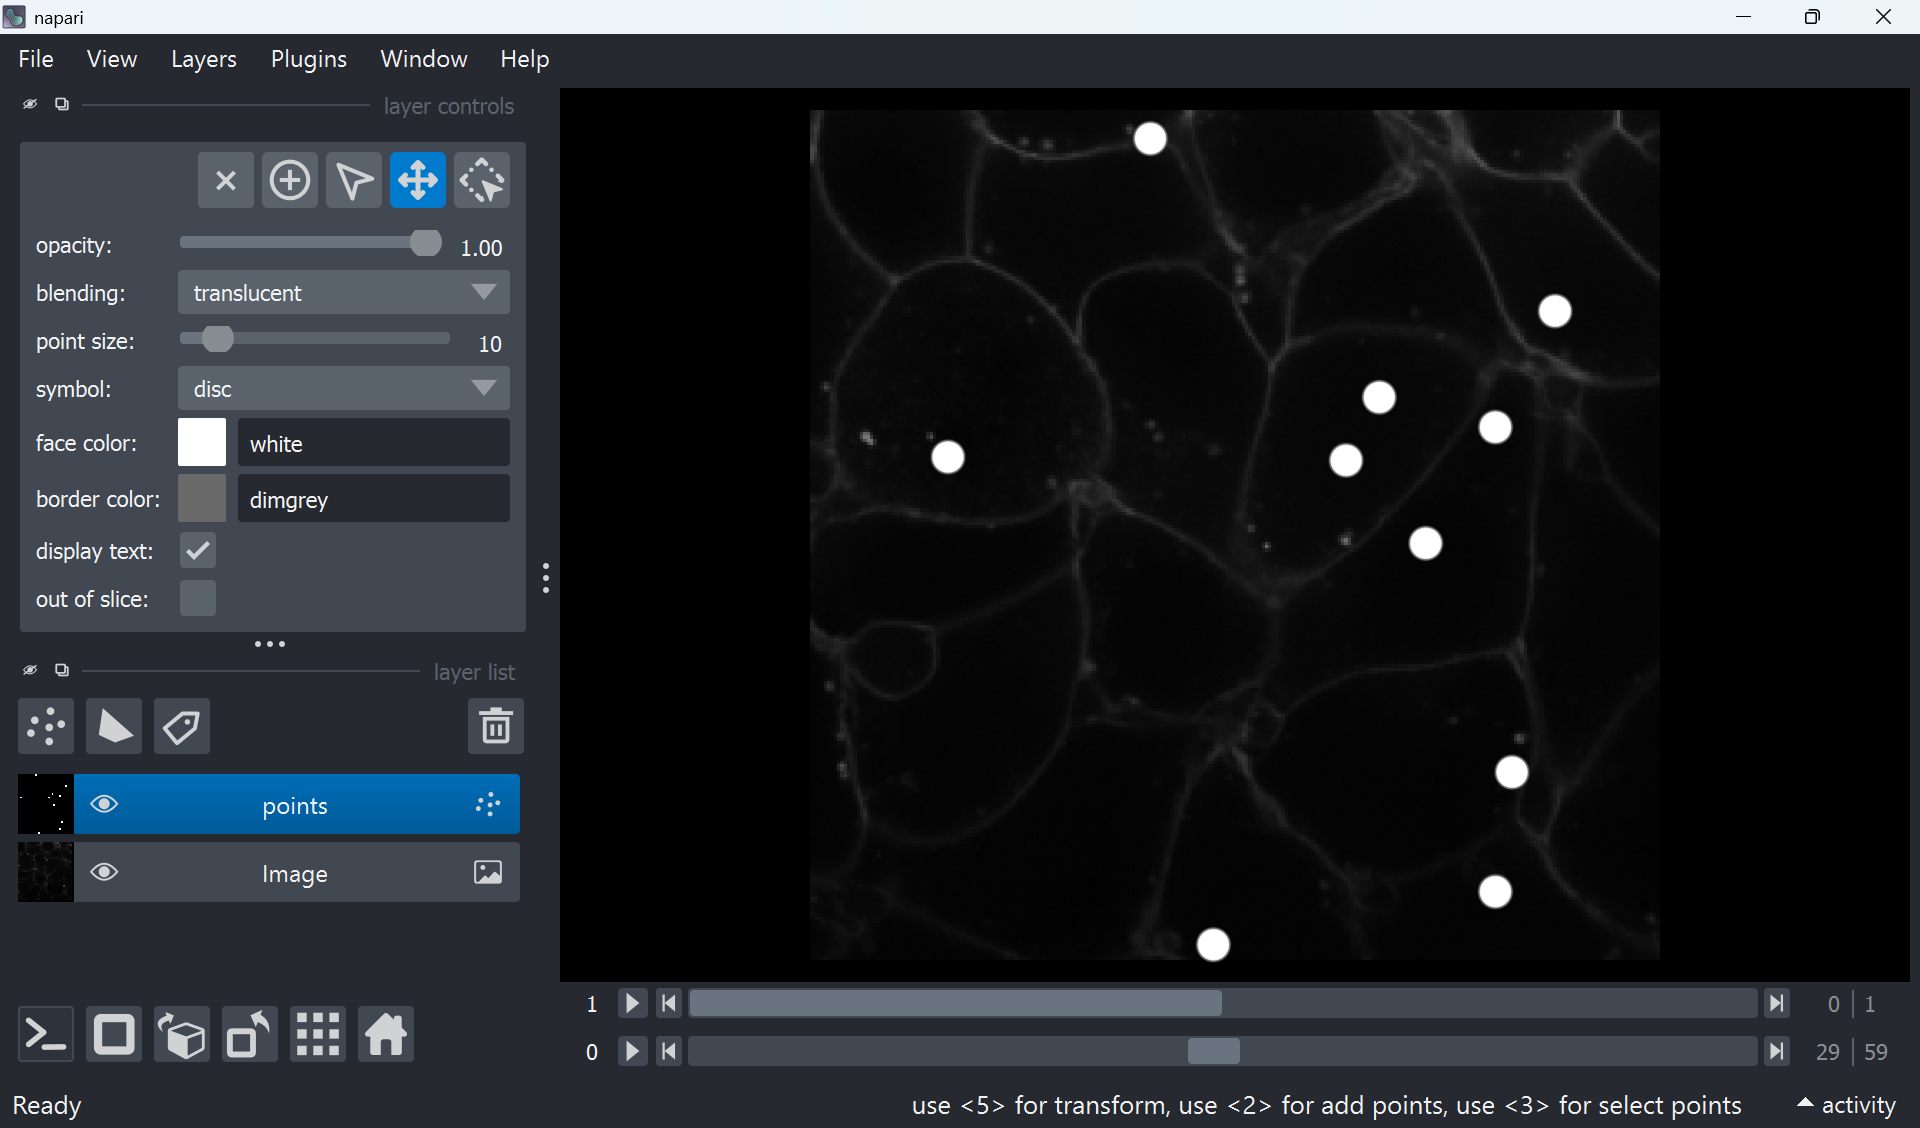 napari
File View Layers Plugins Window Help
layer controls
opacity: 1.00
blending: translucent
point size: 10
symbol: disc
face color: white
border color: dimgrey
display text:
out of slice:
layer list
points
Image
1 0 | 1
0 29 | 59
Ready use <5> for transform, use <2> for add points, use <3> for select points activity